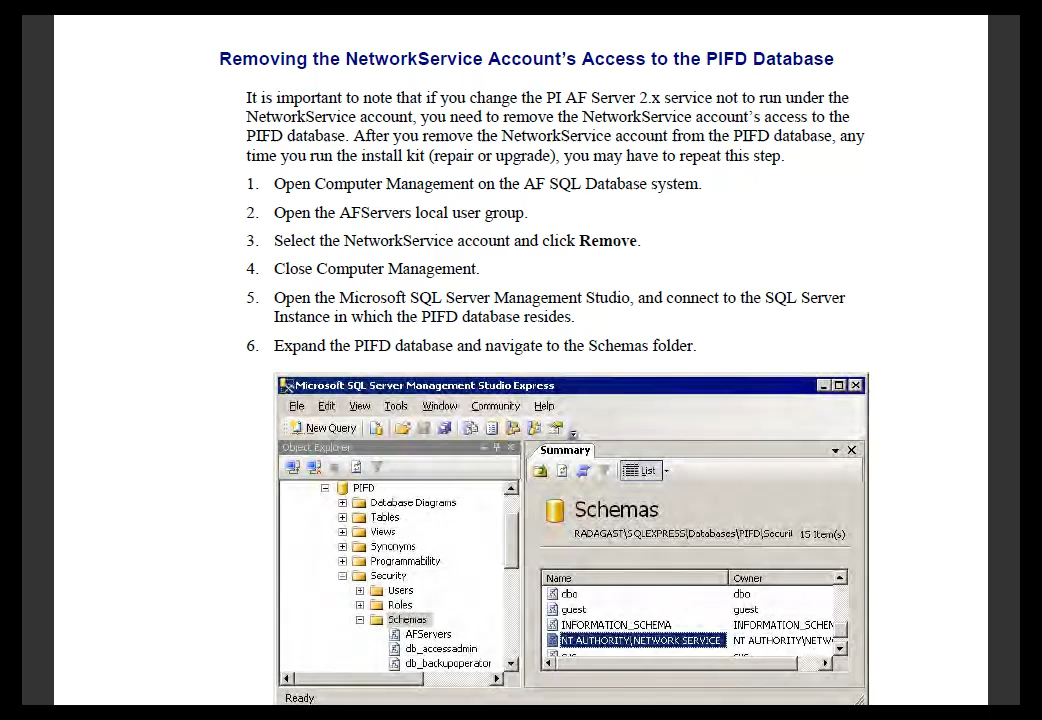 Removing the NetworkService Account's Access to the PIFD Database
It is important to note that if you change the PI AF Server 2.x service not to run under the
NetworkService account, you need to remove the NetworkService account's access to the
PIFD database. After you remove the NetworkService account from the PIFD database, any
time you run the install kit (repair or upgrade), you may have to repeat this step.
1. Open Computer Management on the AF SQL Database system.
2. Open the AFServers local user group.
3. Select the NetworkService account and click Remove.
4. Close Computer Management.
5. Open the Microsoft SQL Server Management Studio, and connect to the SQL Server
Instance in which the PIFD database resides.
6. Expand the PIFD database and navigate to the Schemas folder.
Microsoft SQL Server Management Studio Express
File Edit View Tools Window Community Help
New Query
Object Explorer
PIFD
Database Diagrams
Tables
Views
Synonyms
Programmability
Security
Users
Roles
Schemas
AFServers
db_accessadmin
db_backupoperator
Summary
List
Schemas
RADAGAST\SQLEXPRESS\Databases\PIFD\Securit 15 Item(s)
Name Owner
dbo dbo
guest guest
INFORMATION_SCHEMA INFORMATION_SCHEM
NT AUTHORITY\NETWORK SERVICE NT AUTHORITY\NETW
Ready